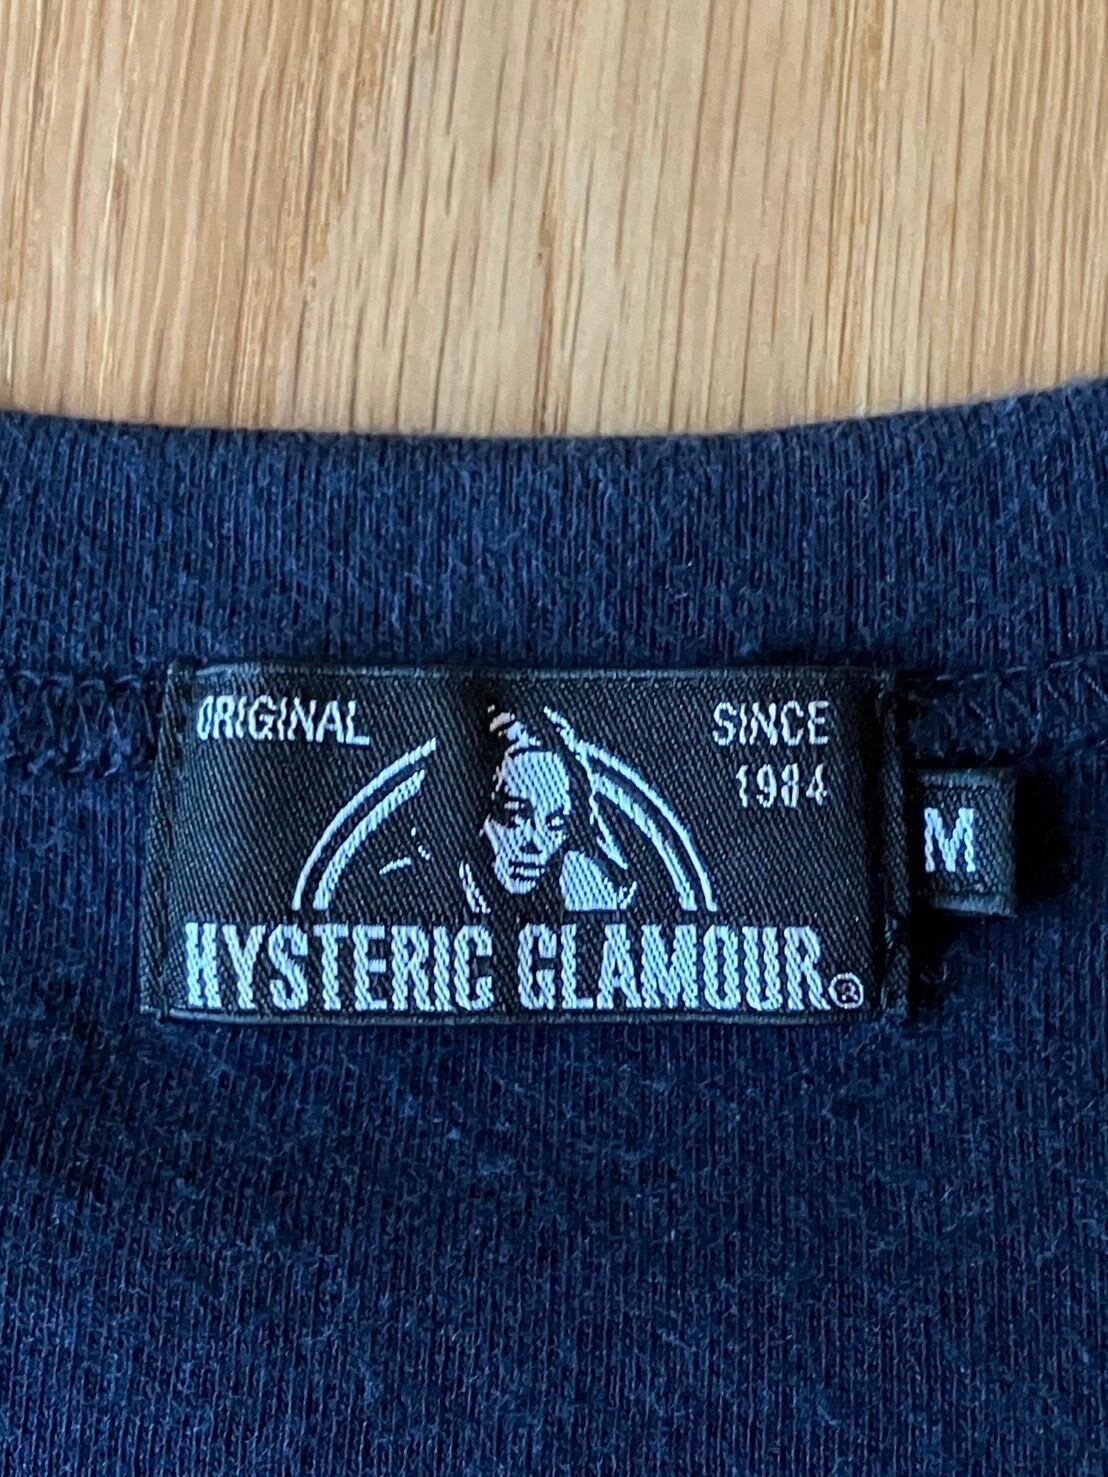 ORIGINAL
SINCE
1984
M
HYSTERIC GLAMOUR®